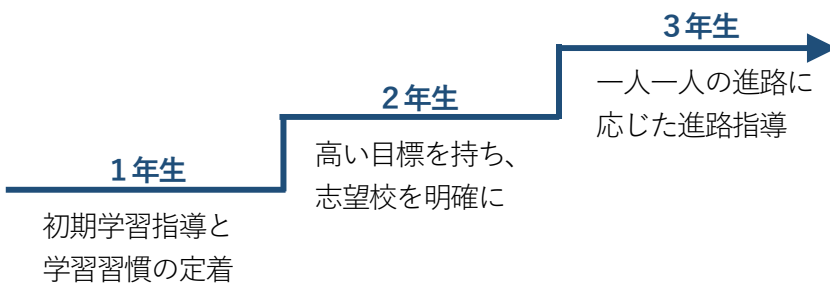 1年生
初期学習指導と
学習習慣の定着
2年生
高い目標を持ち、
志望校を明確に
3年生
一人一人の進路に
応じた進路指導